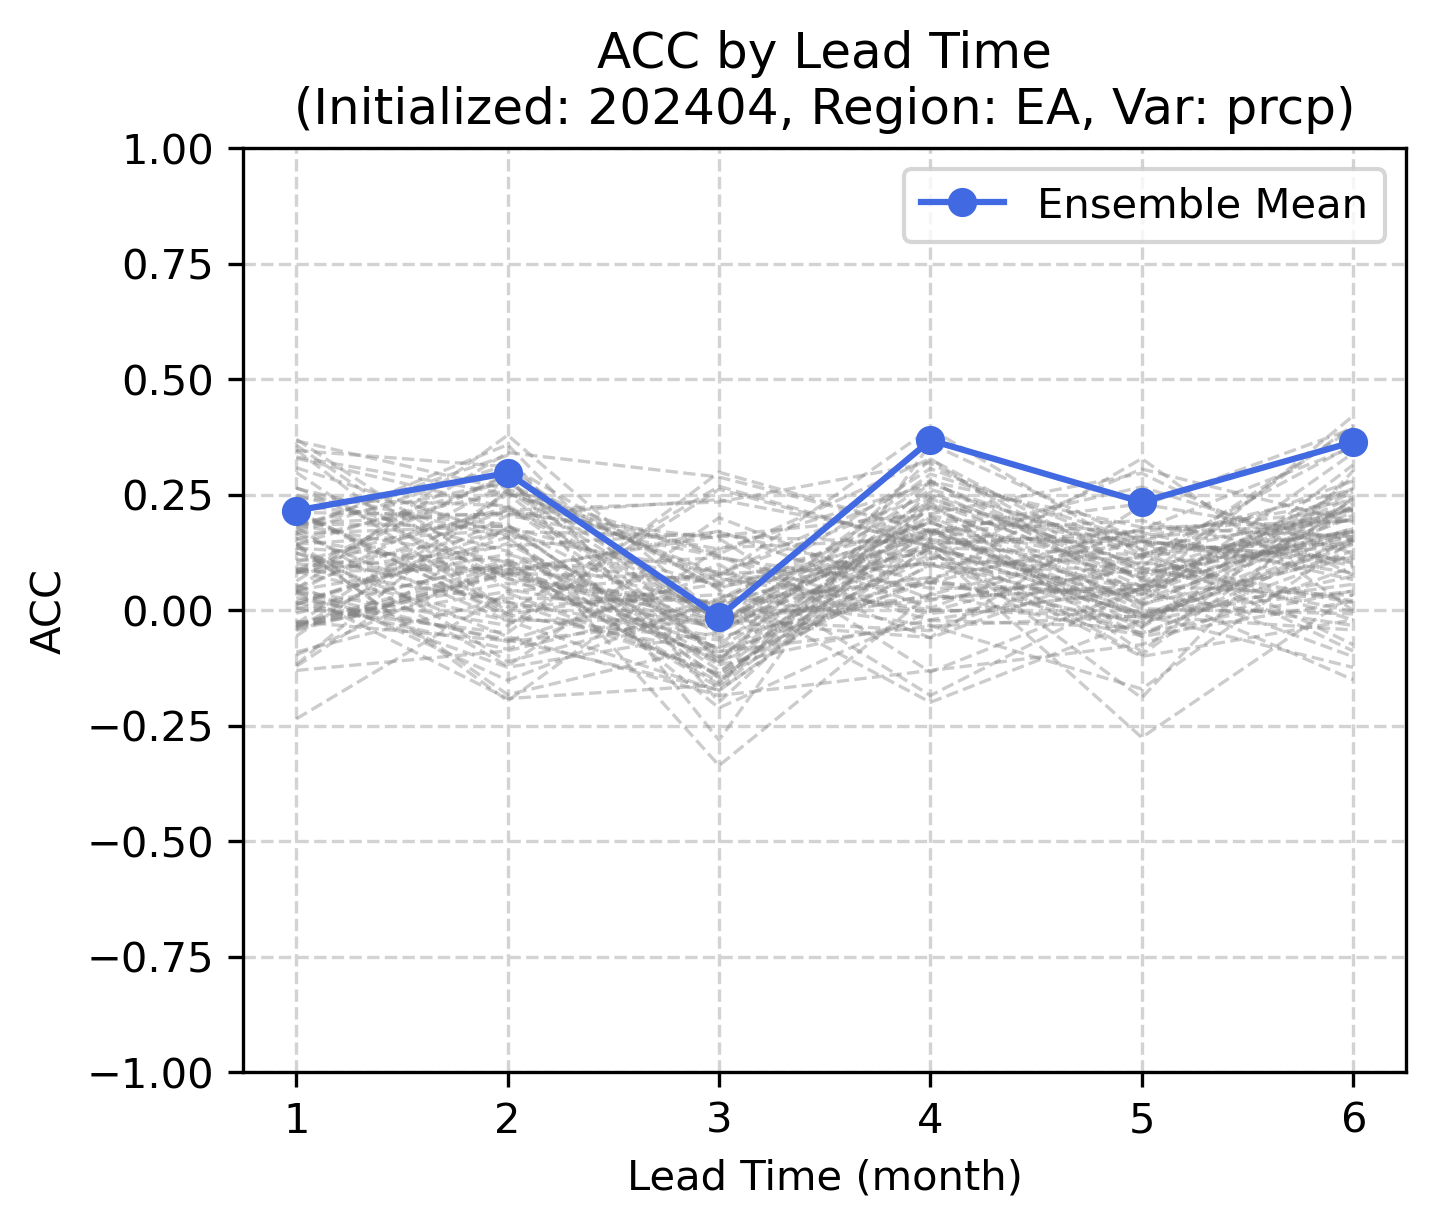 ACC by Lead Time
(Initialized: 202404, Region: EA, Var: prcp)
1.00
0.75
0.50
0.25
0.00
−0.25
−0.50
−0.75
−1.00
ACC
Ensemble Mean
1 2 3 4 5 6
Lead Time (month)